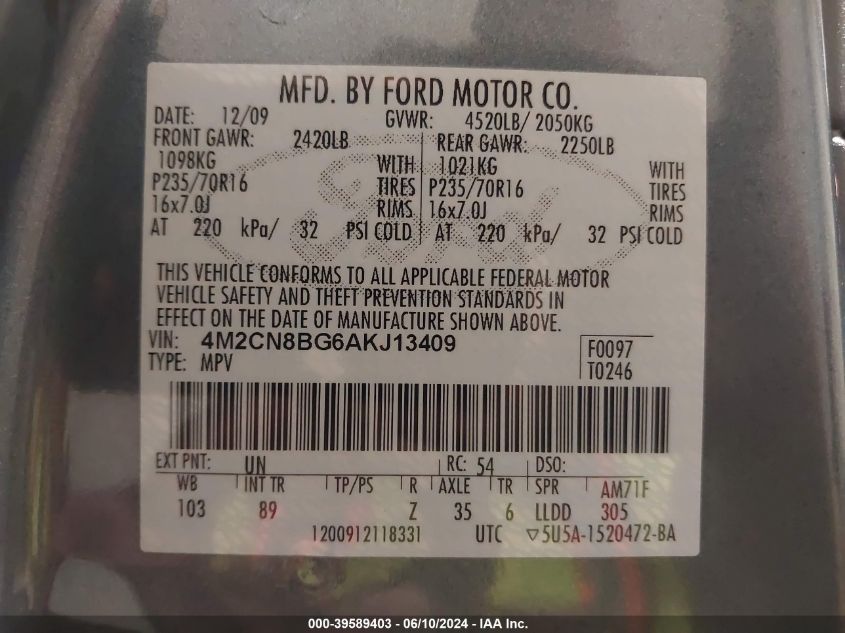 MFD. BY FORD MOTOR CO.
DATE: 12/09 GVWR: 4520LB/ 2050KG
FRONT GAWR: 2420LB REAR GAWR: 2250LB
1098KG WITH 1021KG WITH
P235/70R16 TIRES P235/70R16 TIRES
16x7.0J RIMS 16x7.0J RIMS
AT 220 kPa/ 32 PSI COLD AT 220 kPa/ 32 PSI COLD
THIS VEHICLE CONFORMS TO ALL APPLICABLE FEDERAL MOTOR
VEHICLE SAFETY AND THEFT PREVENTION STANDARDS IN
EFFECT ON THE DATE OF MANUFACTURE SHOWN ABOVE.
VIN: 4M2CN8BG6AKJ13409 F0097
TYPE: MPV T0246
EXT PNT: UN RC: 54 DSO:
WB INT TR TP/PS R AXLE TR SPR AM71F
103 89 Z 35 6 LLDD 305
1200912118331 UTC ▽5U5A-1520472-BA
000-39589403 - 06/10/2024 - IAA Inc.